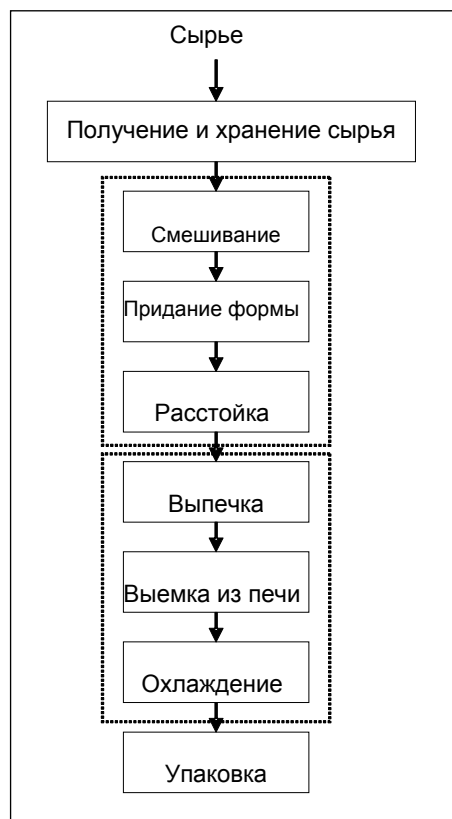 Сырье
Получение и хранение сырья
Смешивание
Придание формы
Расстойка
Выпечка
Выемка из печи
Охлаждение
Упаковка